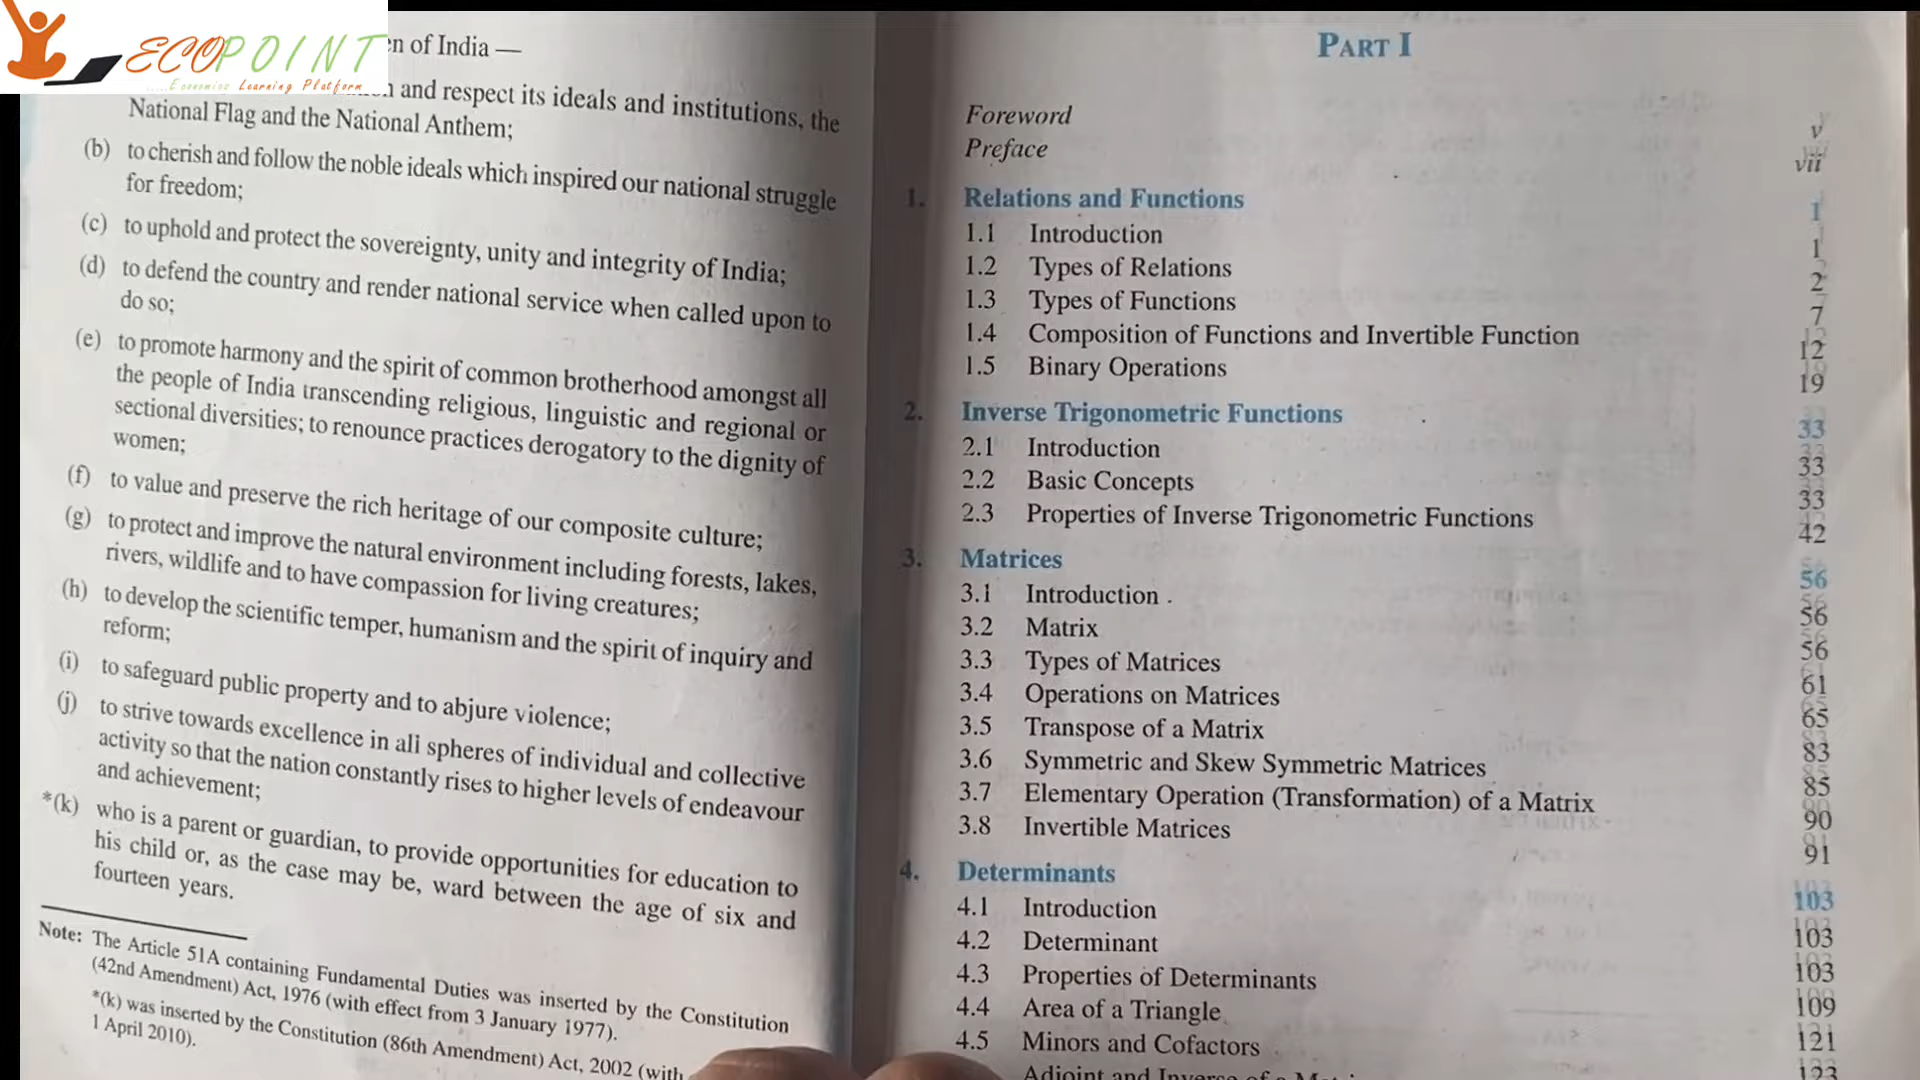 ECOPOINT
.....Economics Learning Platform
of India —
and respect its ideals and institutions, the
National Flag and the National Anthem;
(b) to cherish and follow the noble ideals which inspired our national struggle
for freedom;
(c) to uphold and protect the sovereignty, unity and integrity of India;
(d) to defend the country and render national service when called upon to
do so;
(e) to promote harmony and the spirit of common brotherhood amongst all
the people of India transcending religious, linguistic and regional or
sectional diversities; to renounce practices derogatory to the dignity of
women;
(f) to value and preserve the rich heritage of our composite culture;
(g) to protect and improve the natural environment including forests, lakes,
rivers, wildlife and to have compassion for living creatures;
(h) to develop the scientific temper, humanism and the spirit of inquiry and
reform;
(i) to safeguard public property and to abjure violence;
(j) to strive towards excellence in all spheres of individual and collective
activity so that the nation constantly rises to higher levels of endeavour
and achievement;
*(k) who is a parent or guardian, to provide opportunities for education to
his child or, as the case may be, ward between the age of six and
fourteen years.
Note: The Article 51A containing Fundamental Duties was inserted by the Constitution
(42nd Amendment) Act, 1976 (with effect from 3 January 1977).
*(k) was inserted by the Constitution (86th Amendment) Act, 2002 (with
1 April 2010).
PART I
Foreword v
Preface vii
1. Relations and Functions 1
1.1 Introduction 1
1.2 Types of Relations 2
1.3 Types of Functions 7
1.4 Composition of Functions and Invertible Function 12
1.5 Binary Operations 19
2. Inverse Trigonometric Functions 33
2.1 Introduction 33
2.2 Basic Concepts 33
2.3 Properties of Inverse Trigonometric Functions 42
3. Matrices 56
3.1 Introduction 56
3.2 Matrix 56
3.3 Types of Matrices 61
3.4 Operations on Matrices 65
3.5 Transpose of a Matrix 83
3.6 Symmetric and Skew Symmetric Matrices 85
3.7 Elementary Operation (Transformation) of a Matrix 90
3.8 Invertible Matrices 91
4. Determinants 103
4.1 Introduction 103
4.2 Determinant 103
4.3 Properties of Determinants 109
4.4 Area of a Triangle 121
4.5 Minors and Cofactors 123
Adjoint and Inverse of a